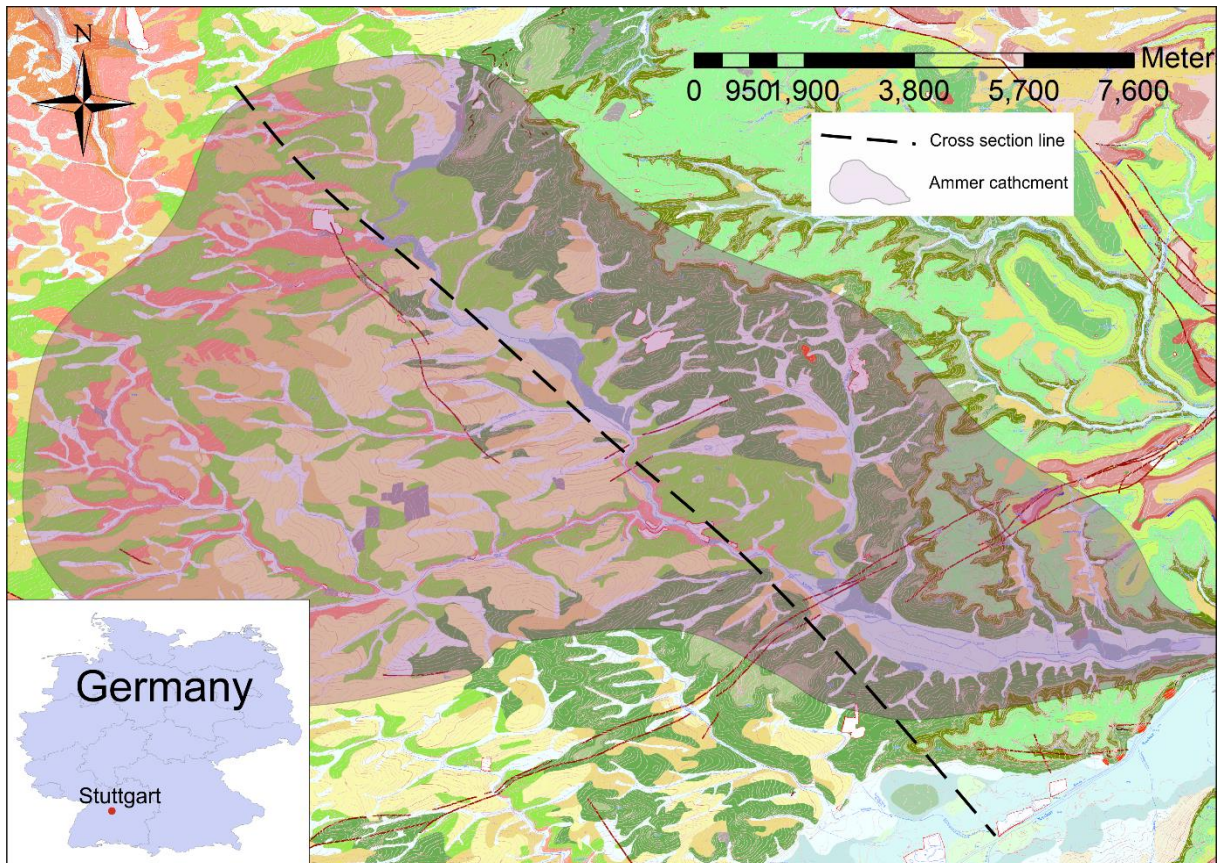 N
Meter
0 950 1,900 3,800 5,700 7,600
Cross section line
Ammer cathcment
Germany
Stuttgart